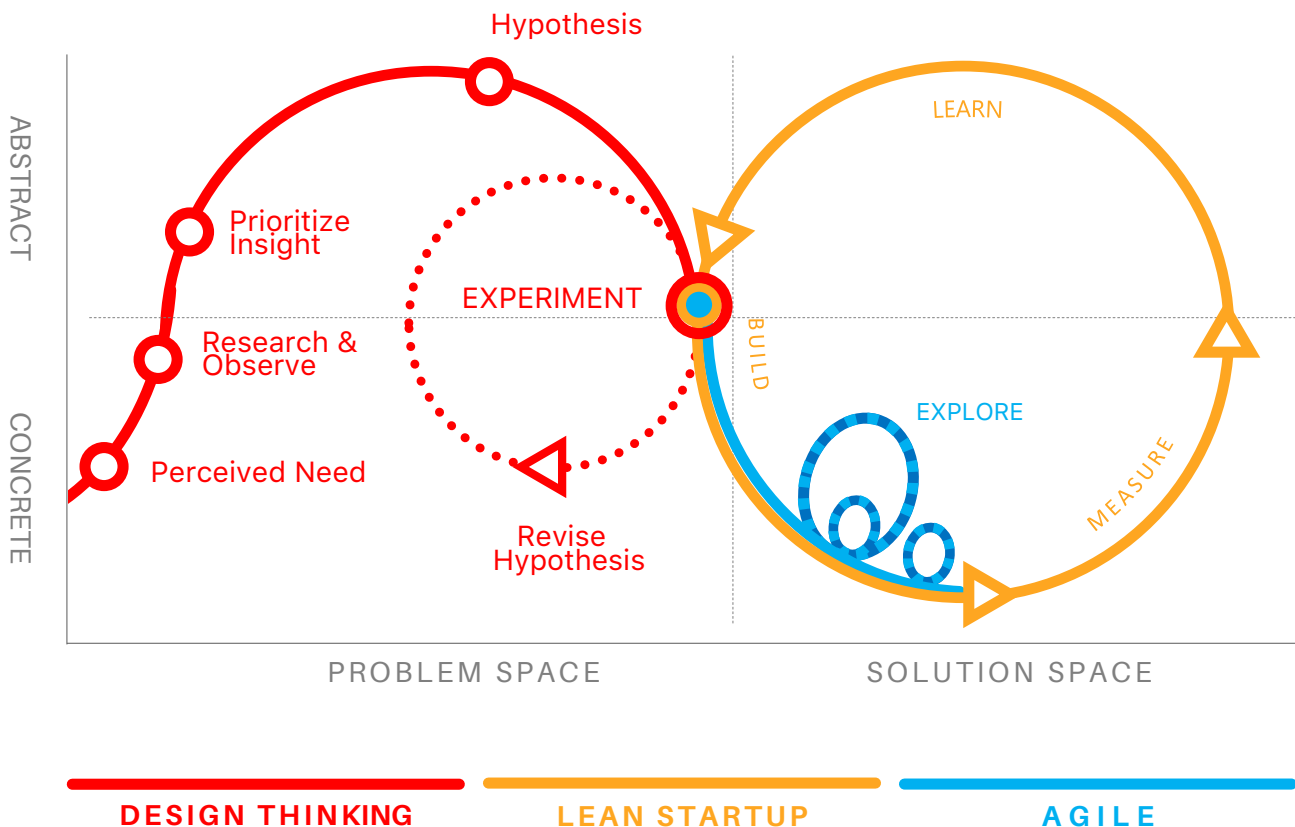 Hypothesis
LEARN
ABSTRACT
Prioritize
Insight
EXPERIMENT
BUILD
Research &
Observe
EXPLORE
CONCRETE
Perceived Need
MEASURE
Revise
Hypothesis
PROBLEM SPACE
SOLUTION SPACE
DESIGN THINKING
LEAN STARTUP
AGILE